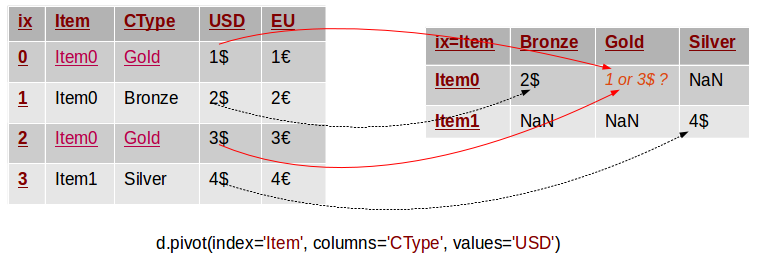 ix Item CType USD EU
0 Item0 Gold 1$ 1€
1 Item0 Bronze 2$ 2€
2 Item0 Gold 3$ 3€
3 Item1 Silver 4$ 4€
ix=Item Bronze Gold Silver
Item0 2$ 1 or 3$ ? NaN
Item1 NaN NaN 4$
d.pivot(index='Item', columns='CType', values='USD')